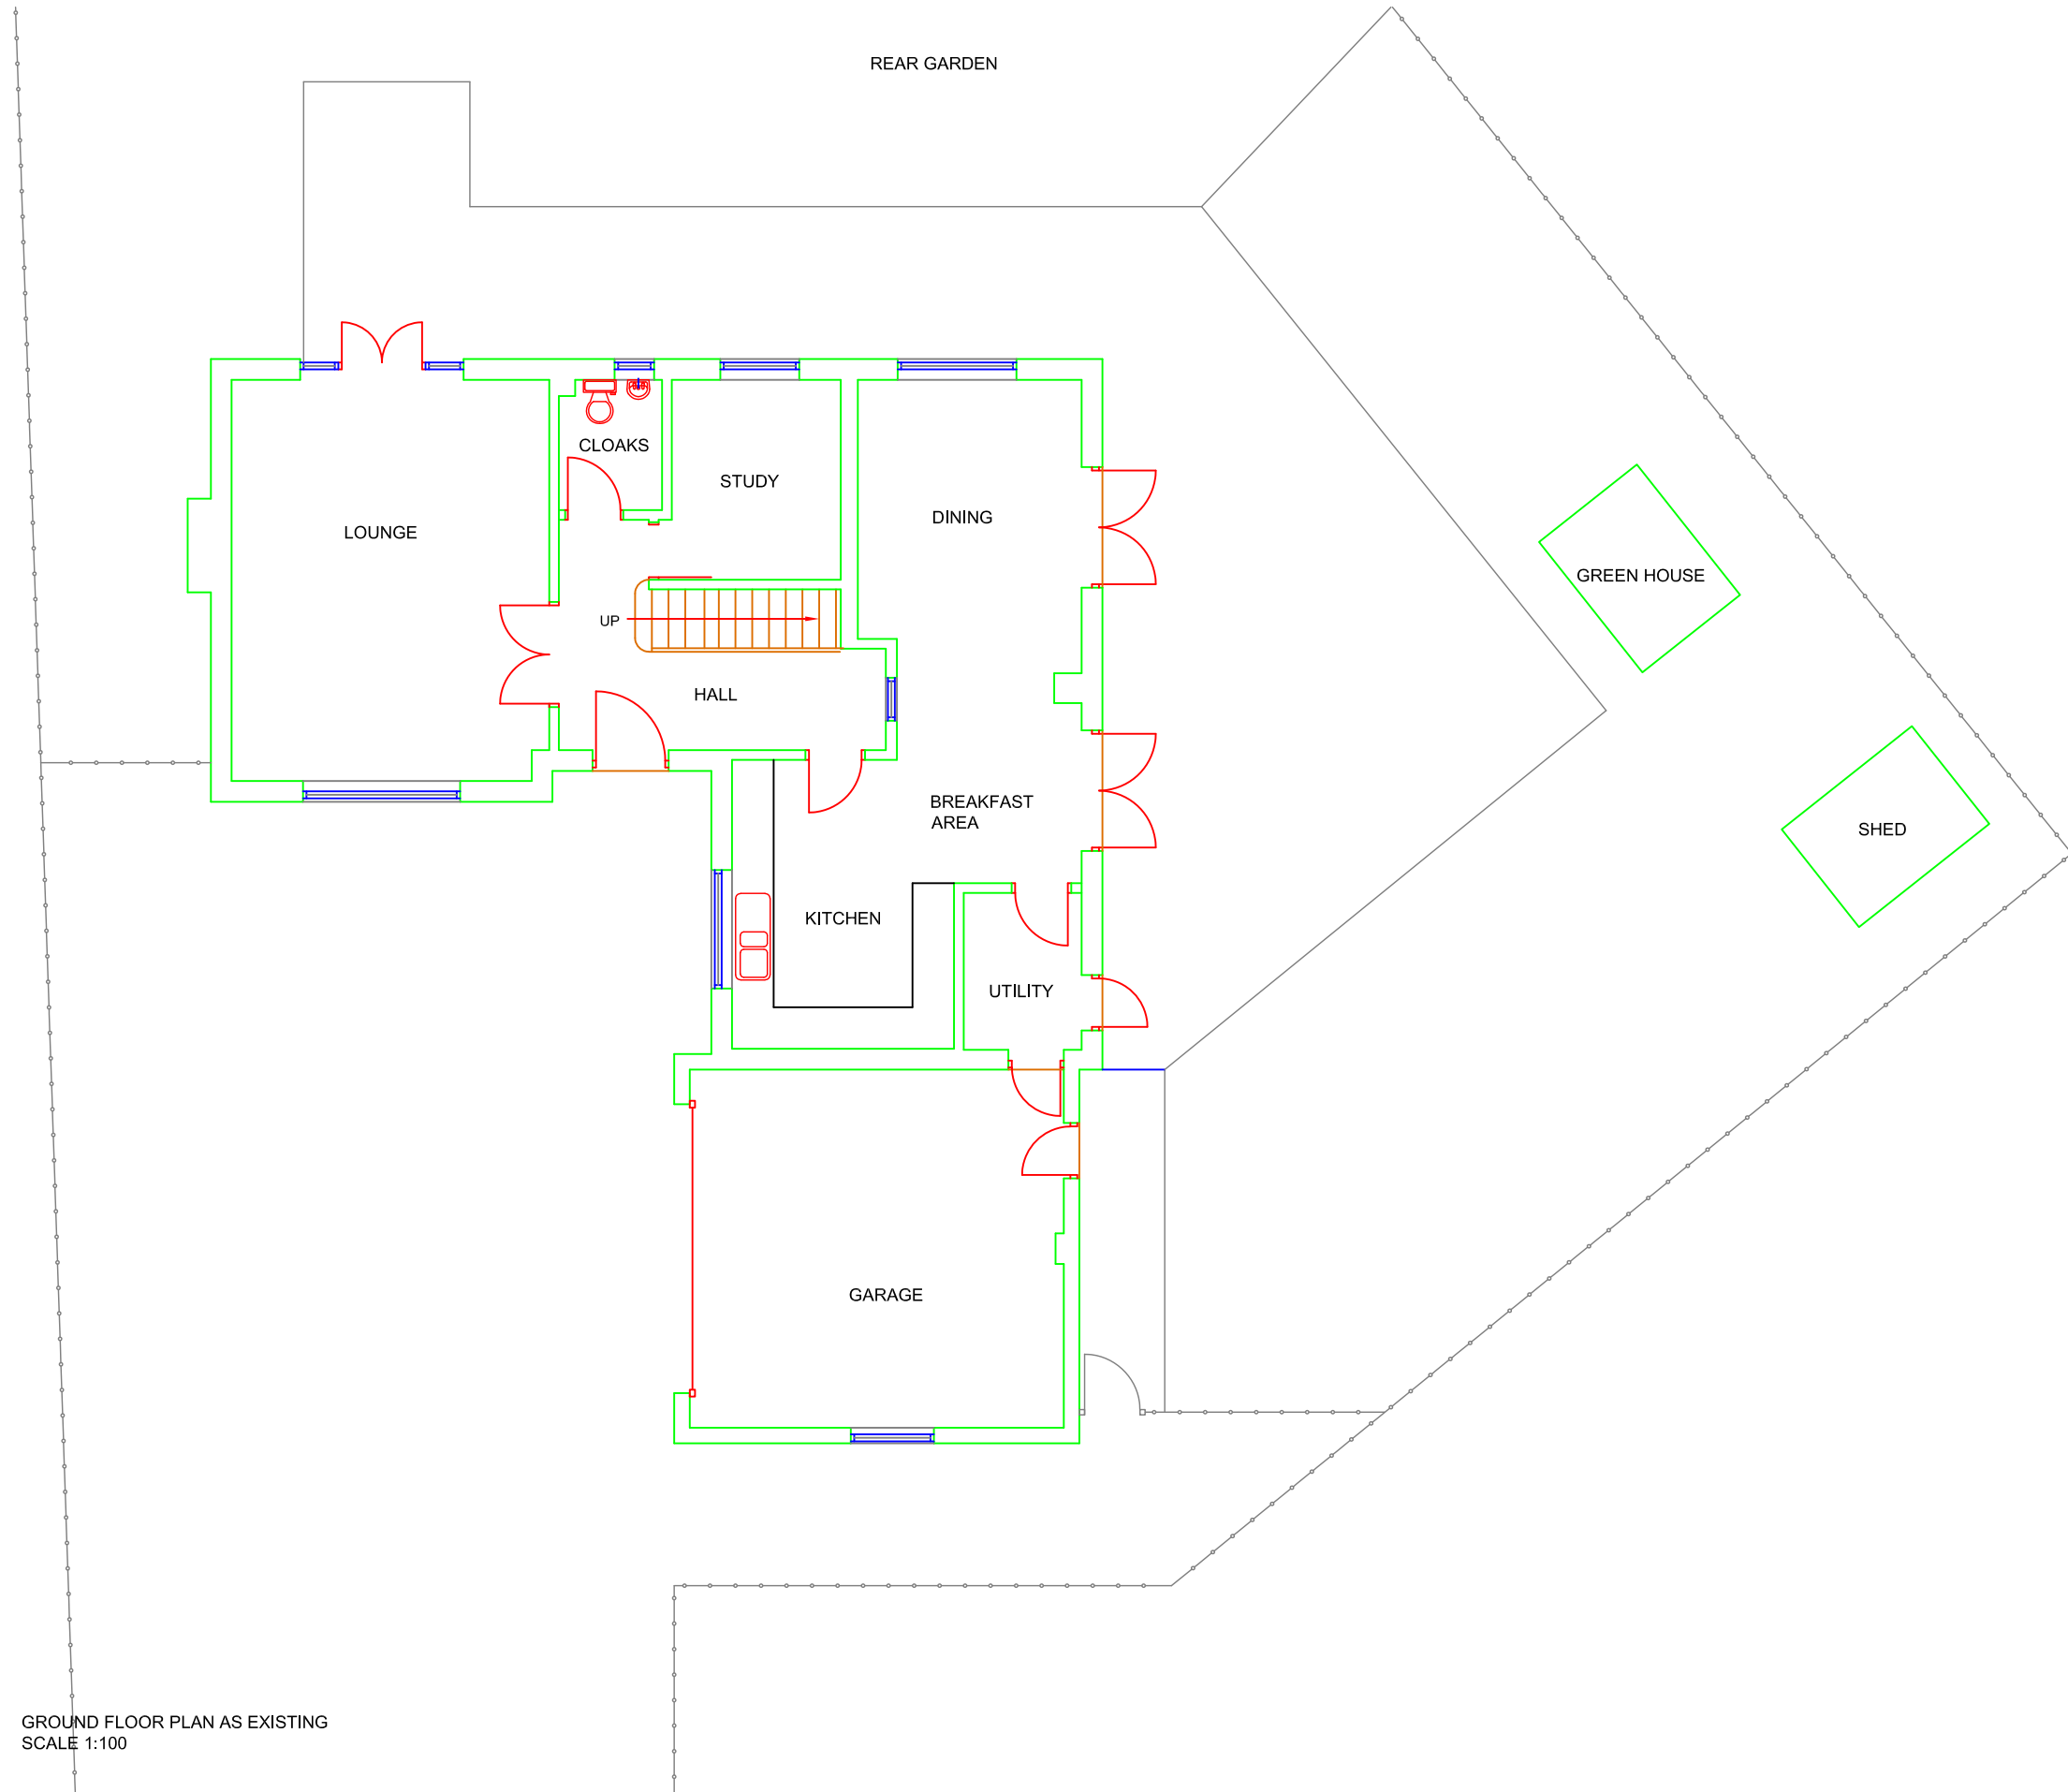 REAR GARDEN
CLOAKS
STUDY
DINING
LOUNGE
GREEN HOUSE
UP
HALL
BREAKFAST
AREA
SHED
KITCHEN
UTILITY
GARAGE
GROUND FLOOR PLAN AS EXISTING
SCALE 1:100